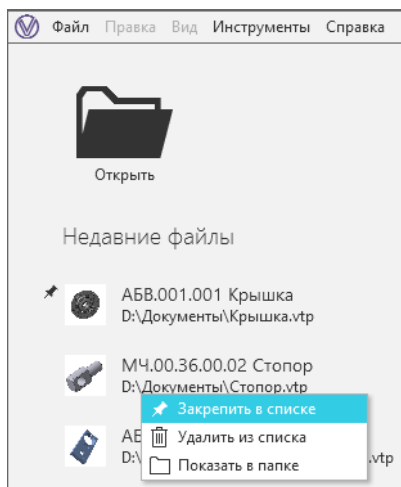 Файл Правка Вид Инструменты Справка
Открыть
Недавние файлы
АБВ.001.001 Крышка
D:\Документы\Крышка.vtp
МЧ.00.36.00.02 Стопор
D:\Документы\Стопор.vtp
Закрепить в списке
Удалить из списка
Показать в папке
.vtp